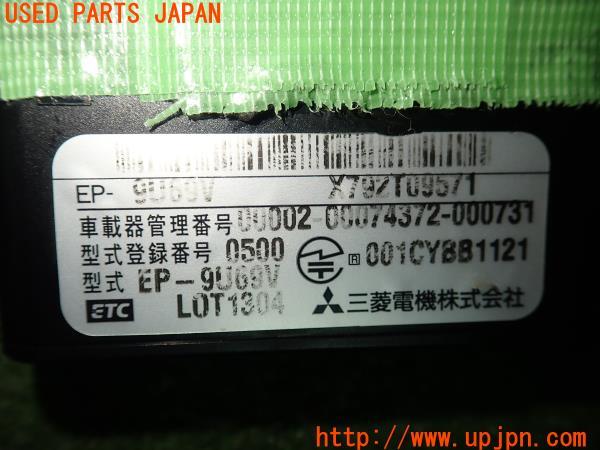 USED PARTS JAPAN
EP- 9U69V X792T09571
車載器管理番号 00002-00074372-000731
型式登録番号 0500 R 001CYBB1121
型式 EP-9U69V
ETC LOT1304 三菱電機株式会社
http://www.upjpn.com/